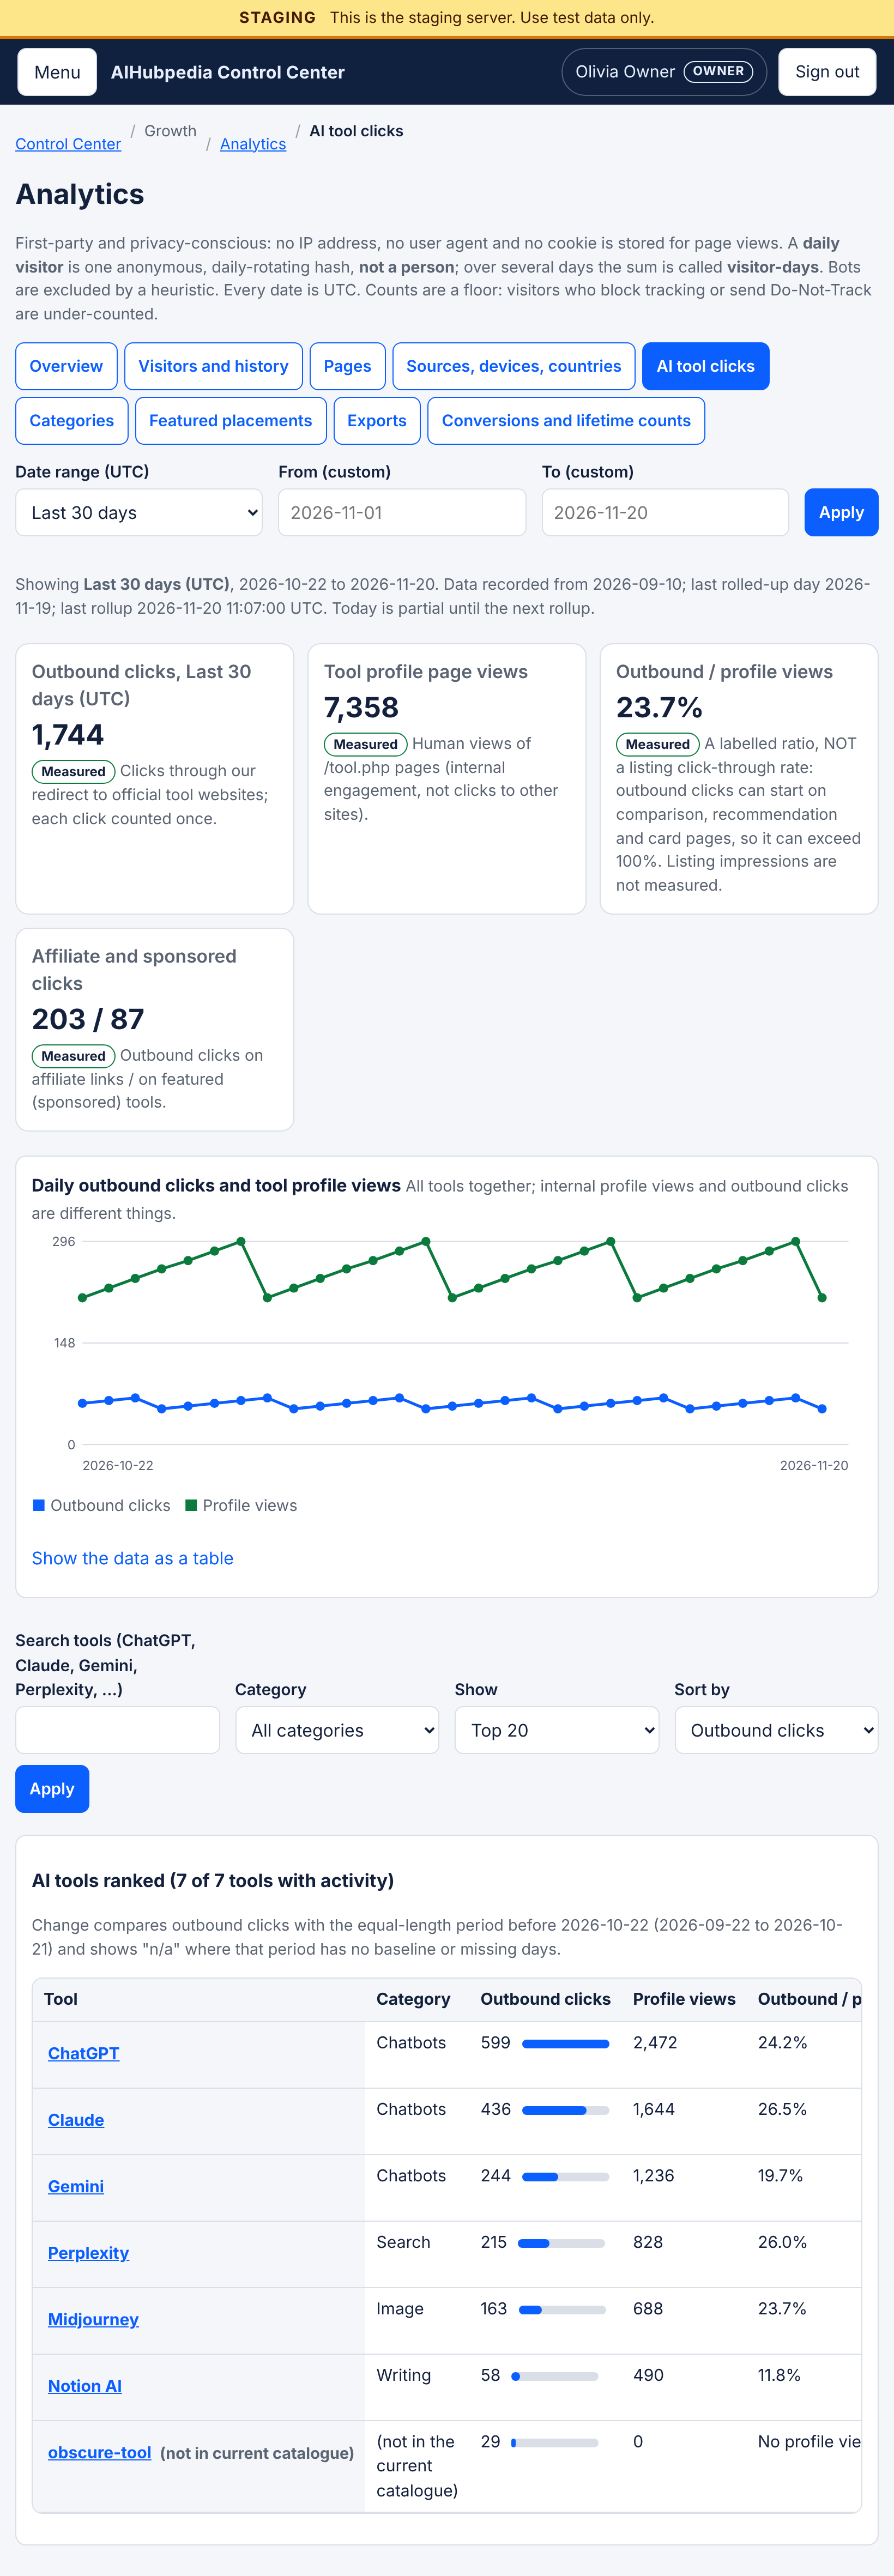 STAGING This is the staging server. Use test data only.
Menu AIHubpedia Control Center Olivia Owner OWNER Sign out
Control Center / Growth / Analytics / AI tool clicks
Analytics
First-party and privacy-conscious: no IP address, no user agent and no cookie is stored for page views. A daily
visitor is one anonymous, daily-rotating hash, not a person; over several days the sum is called visitor-days. Bots
are excluded by a heuristic. Every date is UTC. Counts are a floor: visitors who block tracking or send Do-Not-Track
are under-counted.
Overview Visitors and history Pages Sources, devices, countries AI tool clicks
Categories Featured placements Exports Conversions and lifetime counts
Date range (UTC) From (custom) To (custom)
Last 30 days 2026-11-01 2026-11-20 Apply
Showing Last 30 days (UTC), 2026-10-22 to 2026-11-20. Data recorded from 2026-09-10; last rolled-up day 2026-
11-19; last rollup 2026-11-20 11:07:00 UTC. Today is partial until the next rollup.
Outbound clicks, Last 30
days (UTC)
1,744
Measured Clicks through our
redirect to official tool websites;
each click counted once.
Tool profile page views
7,358
Measured Human views of
/tool.php pages (internal
engagement, not clicks to other
sites).
Outbound / profile views
23.7%
Measured A labelled ratio, NOT
a listing click-through rate:
outbound clicks can start on
comparison, recommendation
and card pages, so it can exceed
100%. Listing impressions are
not measured.
Affiliate and sponsored
clicks
203 / 87
Measured Outbound clicks on
affiliate links / on featured
(sponsored) tools.
Daily outbound clicks and tool profile views All tools together; internal profile views and outbound clicks
are different things.
296
148
0
2026-10-22 2026-11-20
Outbound clicks Profile views
Show the data as a table
Search tools (ChatGPT,
Claude, Gemini,
Perplexity, ...) Category Show Sort by
All categories Top 20 Outbound clicks
Apply
AI tools ranked (7 of 7 tools with activity)
Change compares outbound clicks with the equal-length period before 2026-10-22 (2026-09-22 to 2026-10-
21) and shows "n/a" where that period has no baseline or missing days.
Tool Category Outbound clicks Profile views Outbound / p
ChatGPT Chatbots 599 2,472 24.2%
Claude Chatbots 436 1,644 26.5%
Gemini Chatbots 244 1,236 19.7%
Perplexity Search 215 828 26.0%
Midjourney Image 163 688 23.7%
Notion AI Writing 58 490 11.8%
obscure-tool (not in current catalogue) (not in the 29 0 No profile vie
current
catalogue)